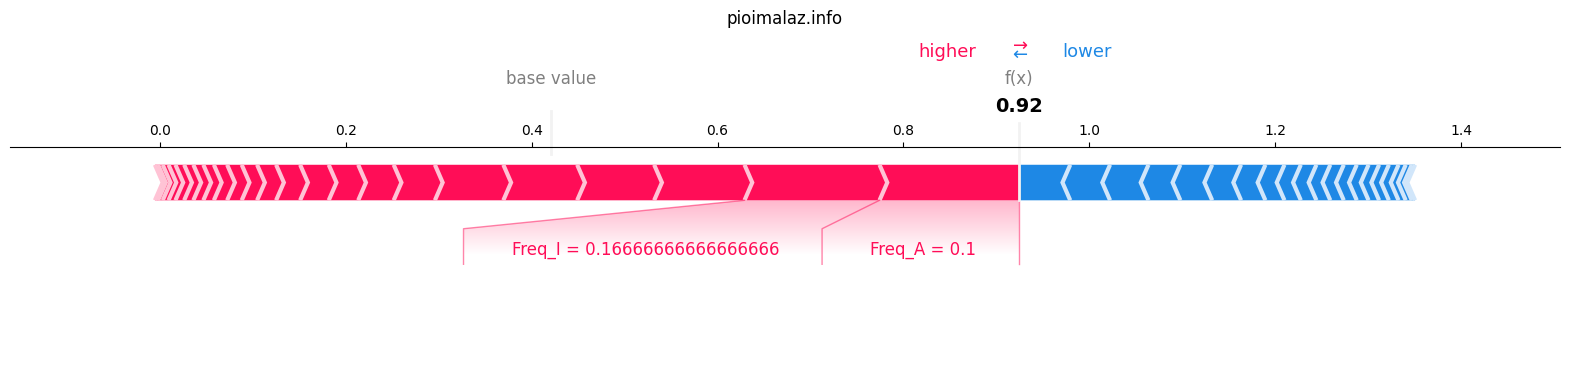 pioimalaz.info
higher → lower
←
base value f(x)
0.92
0.0 0.2 0.4 0.6 0.8 1.0 1.2 1.4
Freq_I = 0.16666666666666666 Freq_A = 0.1